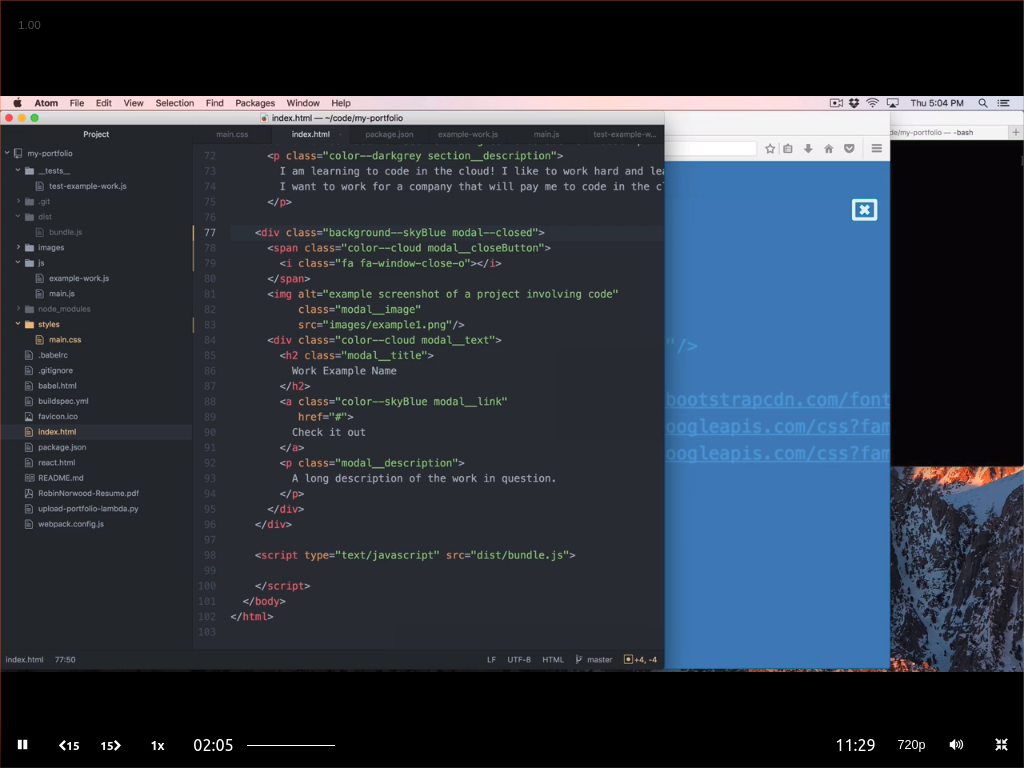 1.00
Atom File Edit View Selection Find Packages Window Help Thu 5:04 PM
index.html — ~/code/my-portfolio
de/my-portfolio — -bash
Project
main.css index.html package.json example-work.js main.js test-example-w...
my-portfolio
__tests__
test-example-work.js
.git
dist
bundle.js
images
js
example-work.js
main.js
node_modules
styles
main.css
.babelrc
.gitignore
babel.html
buildspec.yml
favicon.ico
index.html
package.json
react.html
README.md
RobinNorwood-Resume.pdf
upload-portfolio-lambda.py
webpack.config.js
72 <p class="color--darkgrey section__description">
73 I am learning to code in the cloud! I like to work hard and lea
74 I want to work for a company that will pay me to code in the cl
75 </p>
76
77 <div class="background--skyBlue modal--closed">
78 <span class="color--cloud modal__closeButton">
79 <i class="fa fa-window-close-o"></i>
80 </span>
81 <img alt="example screenshot of a project involving code"
82 class="modal__image"
83 src="images/example1.png"/>
84 <div class="color--cloud modal__text">
85 <h2 class="modal__title">
86 Work Example Name
87 </h2>
88 <a class="color--skyBlue modal__link"
89 href="#">
90 Check it out
91 </a>
92 <p class="modal__description">
93 A long description of the work in question.
94 </p>
95 </div>
96 </div>
97
98 <script type="text/javascript" src="dist/bundle.js">
99
100 </script>
101 </body>
102 </html>
103
"/>
bootstrapcdn.com/font
oogleapis.com/css?fam
oogleapis.com/css?fam
index.html 77:50 LF UTF-8 HTML master +4, -4
15 15 1x 02:05 11:29 720p